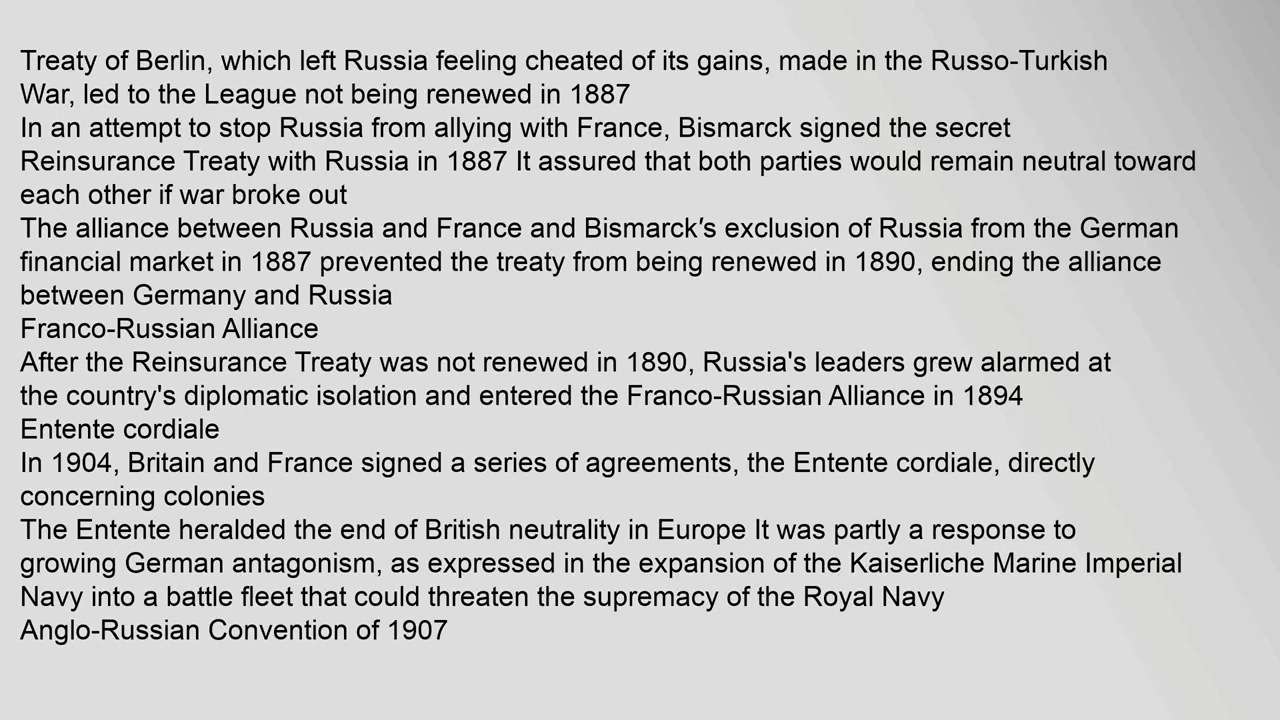 Treaty of Berlin, which left Russia feeling cheated of its gains, made in the Russo-Turkish
War, led to the League not being renewed in 1887
In an attempt to stop Russia from allying with France, Bismarck signed the secret
Reinsurance Treaty with Russia in 1887 It assured that both parties would remain neutral toward
each other if war broke out
The alliance between Russia and France and Bismarck′s exclusion of Russia from the German
financial market in 1887 prevented the treaty from being renewed in 1890, ending the alliance
between Germany and Russia
Franco-Russian Alliance
After the Reinsurance Treaty was not renewed in 1890, Russia's leaders grew alarmed at
the country's diplomatic isolation and entered the Franco-Russian Alliance in 1894
Entente cordiale
In 1904, Britain and France signed a series of agreements, the Entente cordiale, directly
concerning colonies
The Entente heralded the end of British neutrality in Europe It was partly a response to
growing German antagonism, as expressed in the expansion of the Kaiserliche Marine Imperial
Navy into a battle fleet that could threaten the supremacy of the Royal Navy
Anglo-Russian Convention of 1907